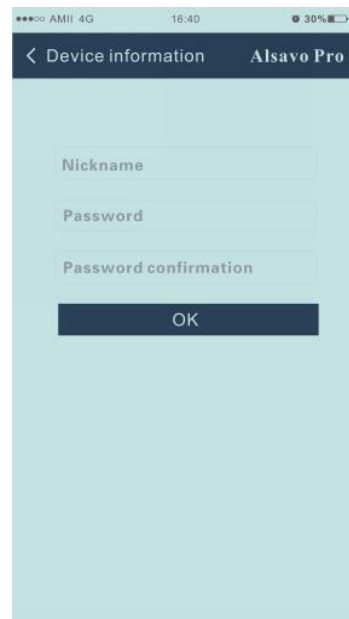 AMII 4G 16:40 30%
Device information Alsavo Pro
Nickname
Password
Password confirmation
OK